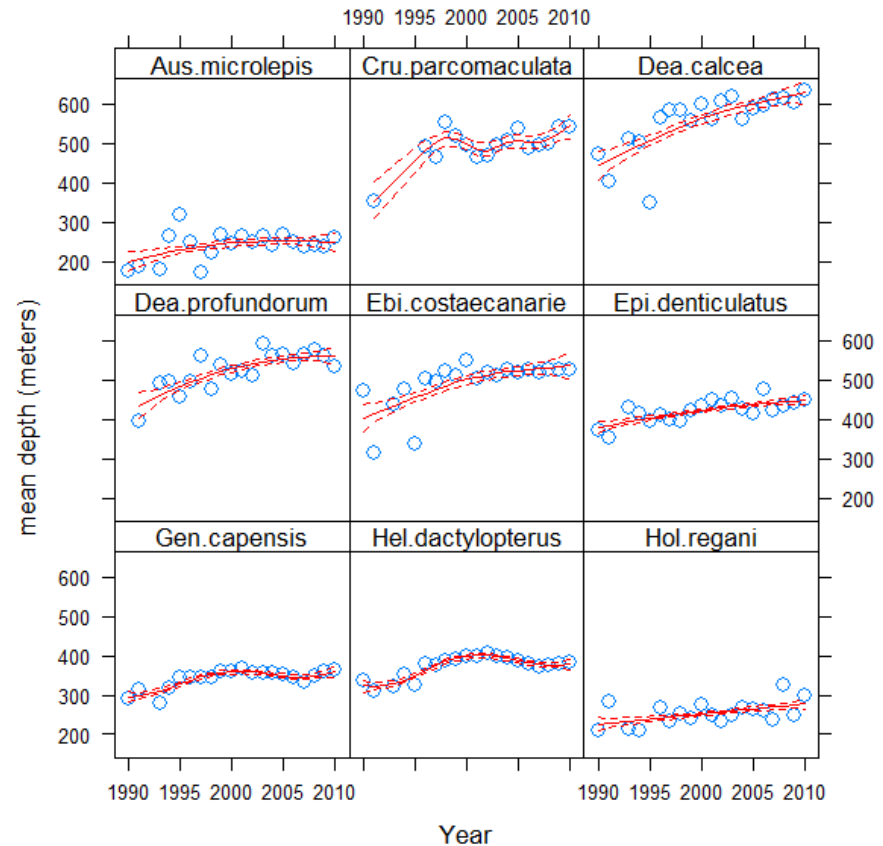 1990 1995 2000 2005 2010
Aus.microlepis Cru.parcomaculata Dea.calcea
600
500
400
300
200
Dea.profundorum Ebi.costaecanarie Epi.denticulatus
600
500
400
300
200
Gen.capensis Hel.dactylopterus Hol.regani
600
500
400
300
200
1990 1995 2000 2005 2010 1990 1995 2000 2005 2010
mean depth (meters)
Year